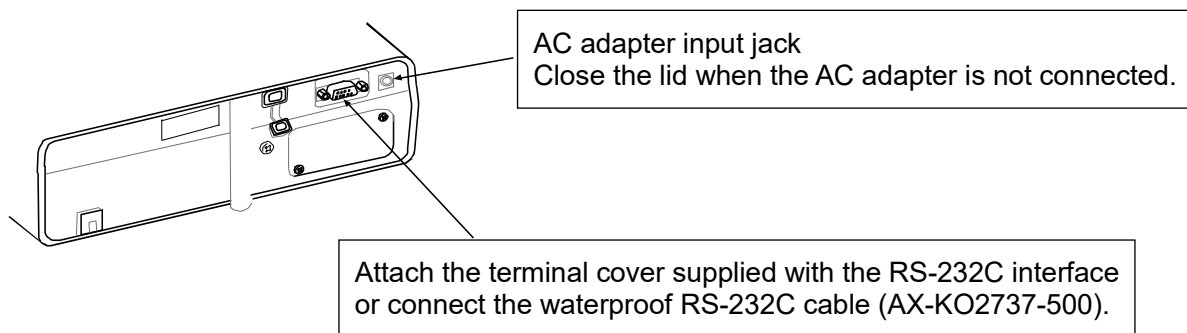 AC adapter input jack
Close the lid when the AC adapter is not connected.
Attach the terminal cover supplied with the RS-232C interface
or connect the waterproof RS-232C cable (AX-KO2737-500).